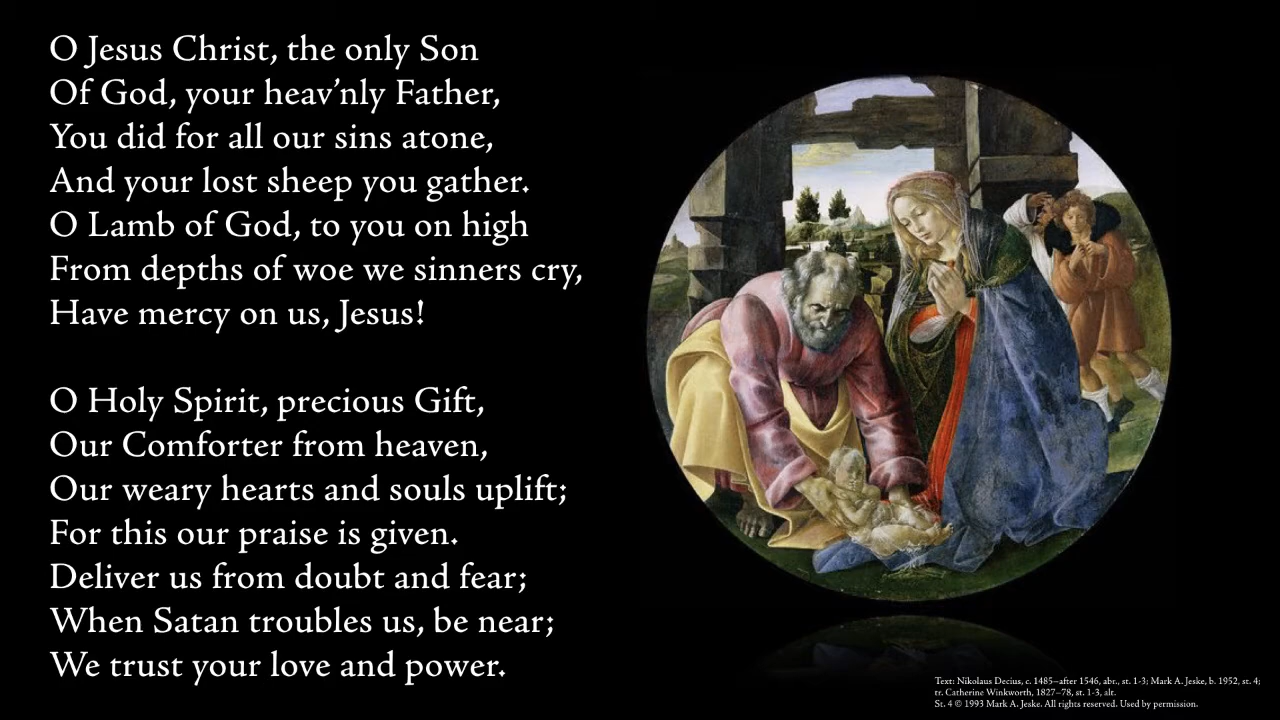 O Jesus Christ, the only Son
Of God, your heav’nly Father,
You did for all our sins atone,
And your lost sheep you gather.
O Lamb of God, to you on high
From depths of woe we sinners cry,
Have mercy on us, Jesus!
O Holy Spirit, precious Gift,
Our Comforter from heaven,
Our weary hearts and souls uplift;
For this our praise is given.
Deliver us from doubt and fear;
When Satan troubles us, be near;
We trust your love and power.
Text: Nikolaus Decius, c. 1485–after 1546, abr., st. 1-3; Mark A. Jeske, b. 1952, st. 4;
tr. Catherine Winkworth, 1827–78, st. 1-3, alt.
St. 4 © 1993 Mark A. Jeske. All rights reserved. Used by permission.